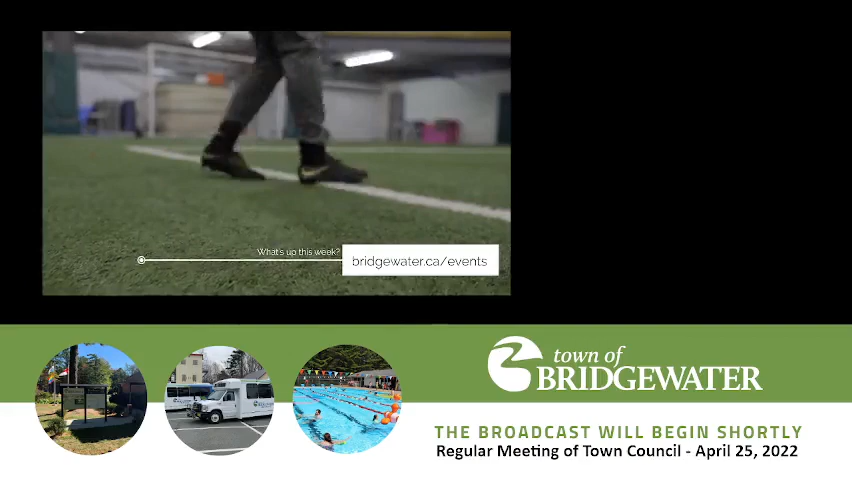 What's up this week?
bridgewater.ca/events
town of
BRIDGEWATER
THE BROADCAST WILL BEGIN SHORTLY
Regular Meeting of Town Council - April 25, 2022